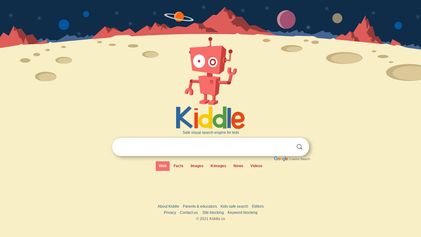 Kiddle
Safe visual search engine for kids
Google Custom Search
Web Facts Images Kimages News Videos
About Kiddle Parents & educators Kids-safe search Editors
Privacy Contact us Site blocking Keyword blocking
© 2021 Kiddle.co